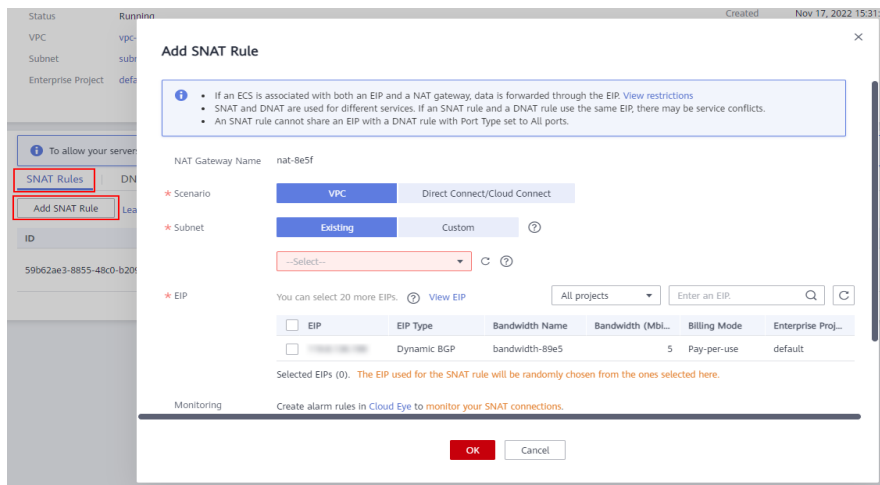 Status Running
Created Nov 17, 2022 15:31:
VPC vpc-
Subnet subn
Enterprise Project defa
To allow your server
SNAT Rules DN
Add SNAT Rule Lea
ID
59b62ae3-8855-48c0-b209
Add SNAT Rule
If an ECS is associated with both an EIP and a NAT gateway, data is forwarded through the EIP. View restrictions
SNAT and DNAT are used for different services. If an SNAT rule and a DNAT rule use the same EIP, there may be service conflicts.
An SNAT rule cannot share an EIP with a DNAT rule with Port Type set to All ports.
NAT Gateway Name nat-8e5f
* Scenario VPC Direct Connect/Cloud Connect
* Subnet Existing Custom
--Select--
* EIP You can select 20 more EIPs. View EIP All projects Enter an EIP.
EIP EIP Type Bandwidth Name Bandwidth (Mbi... Billing Mode Enterprise Proj...
Dynamic BGP bandwidth-89e5 5 Pay-per-use default
Selected EIPs (0). The EIP used for the SNAT rule will be randomly chosen from the ones selected here.
Monitoring Create alarm rules in Cloud Eye to monitor your SNAT connections.
OK Cancel